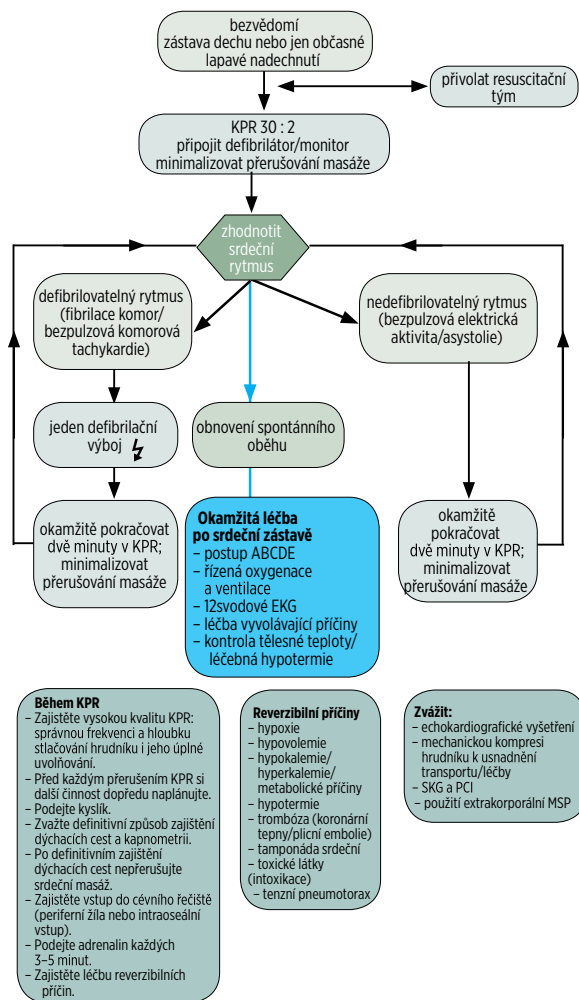 bezvědomí
zástava dechu nebo jen občasné
lapavé nadechnutí
přivolat resuscitační
tým
KPR 30 : 2
připojit defibrilátor/monitor
minimalizovat přerušování masáže
zhodnotit
srdeční
rytmus
defibrilovatelný rytmus
(fibrilace komor/
bezpulzová komorová
tachykardie)
nedefibrilovatelný rytmus
(bezpulzová elektrická
aktivita/asystolie)
jeden defibrilační
výboj
obnovení spontánního
oběhu
okamžitě pokračovat
dvě minuty v KPR;
minimalizovat
přerušování masáže
Okamžitá léčba
po srdeční zástavě
– postup ABCDE
– řízená oxygenace
a ventilace
– 12svodové EKG
– léčba vyvolávající příčiny
– kontrola tělesné teploty/
léčebná hypotermie
okamžitě
pokračovat
dvě minuty v KPR;
minimalizovat
přerušování masáže
Během KPR
– Zajistěte vysokou kvalitu KPR:
správnou frekvenci a hloubku
stlačování hrudníku i jeho úplné
uvolňování.
– Před každým přerušením KPR si
další činnost dopředu naplánujte.
– Podejte kyslík.
– Zvažte definitivní způsob zajištění
dýchacích cest a kapnometrii.
– Po definitivním zajištění
dýchacích cest nepřerušujte
srdeční masáž.
– Zajistěte vstup do cévního řečiště
(periferní žíla nebo intraoseální
vstup).
– Podejte adrenalin každých
3–5 minut.
– Zajistěte léčbu reverzibilních
příčin.
Reverzibilní příčiny
– hypoxie
– hypovolemie
– hypokalemie/
hyperkalemie/
metabolické příčiny
– hypotermie
– trombóza (koronární
tepny/plicní embolie)
– tamponáda srdeční
– toxické látky
(intoxikace)
– tenzní pneumotorax
Zvážit:
– echokardiografické vyšetření
– mechanickou kompresi
hrudníku k usnadnění
transportu/léčby
– SKG a PCI
– použití extrakorporální MSP